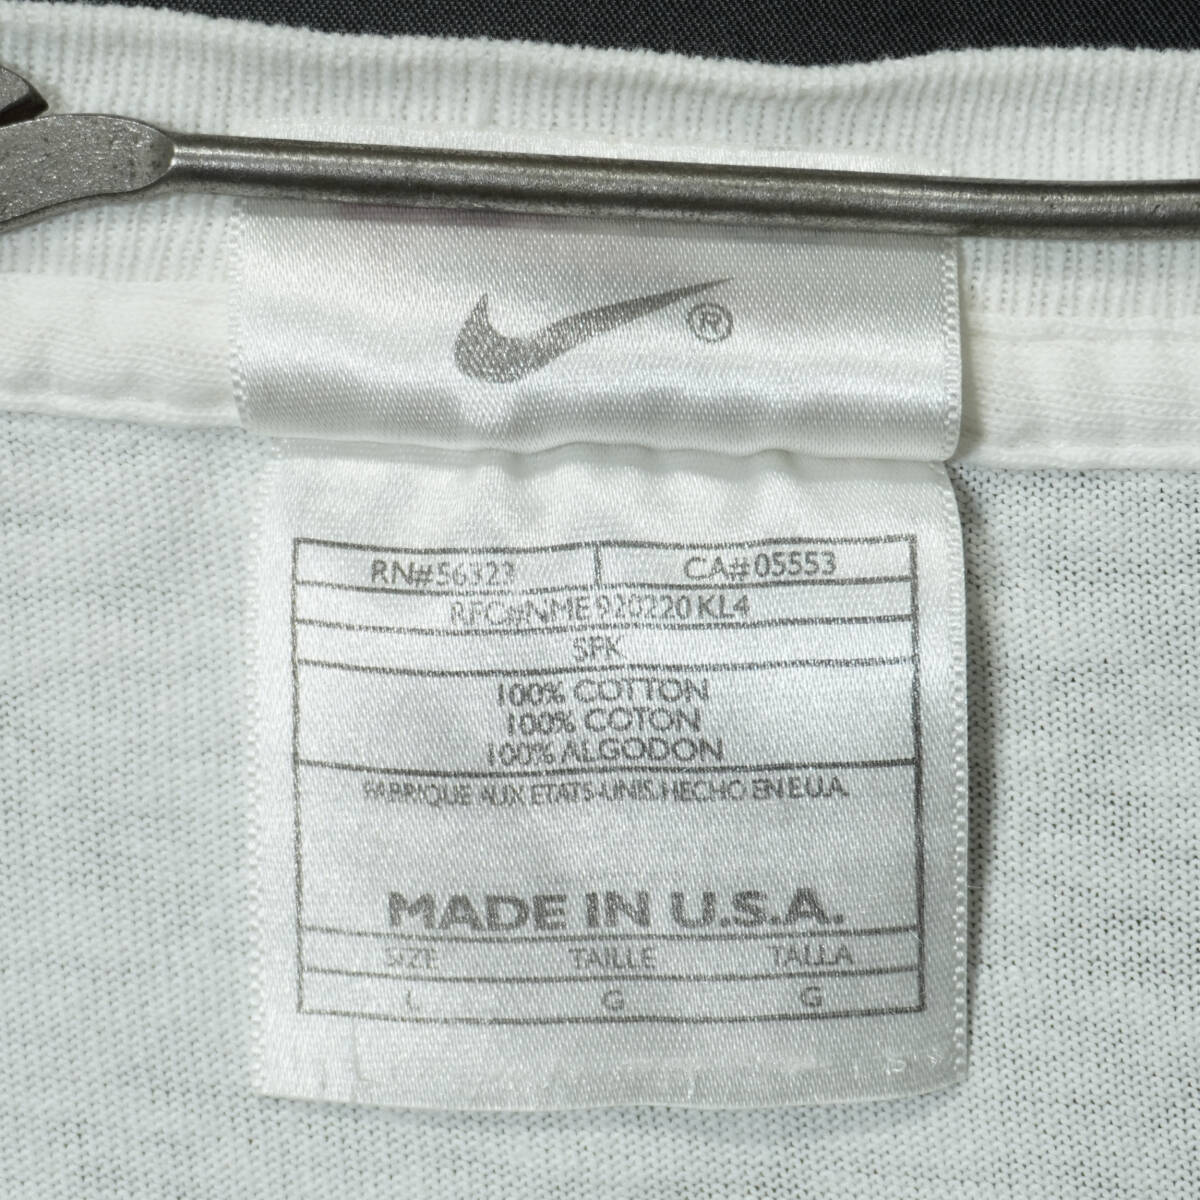 ®
RN#56323 CA#05553
RFC#NME 920220 KL4
SFK
100% COTTON
100% COTON
100% ALGODON
FABRIQUE AUX ETATS-UNIS. HECHO EN E.U.A.
MADE IN U.S.A.
SIZE TAILLE TALLA
L G G